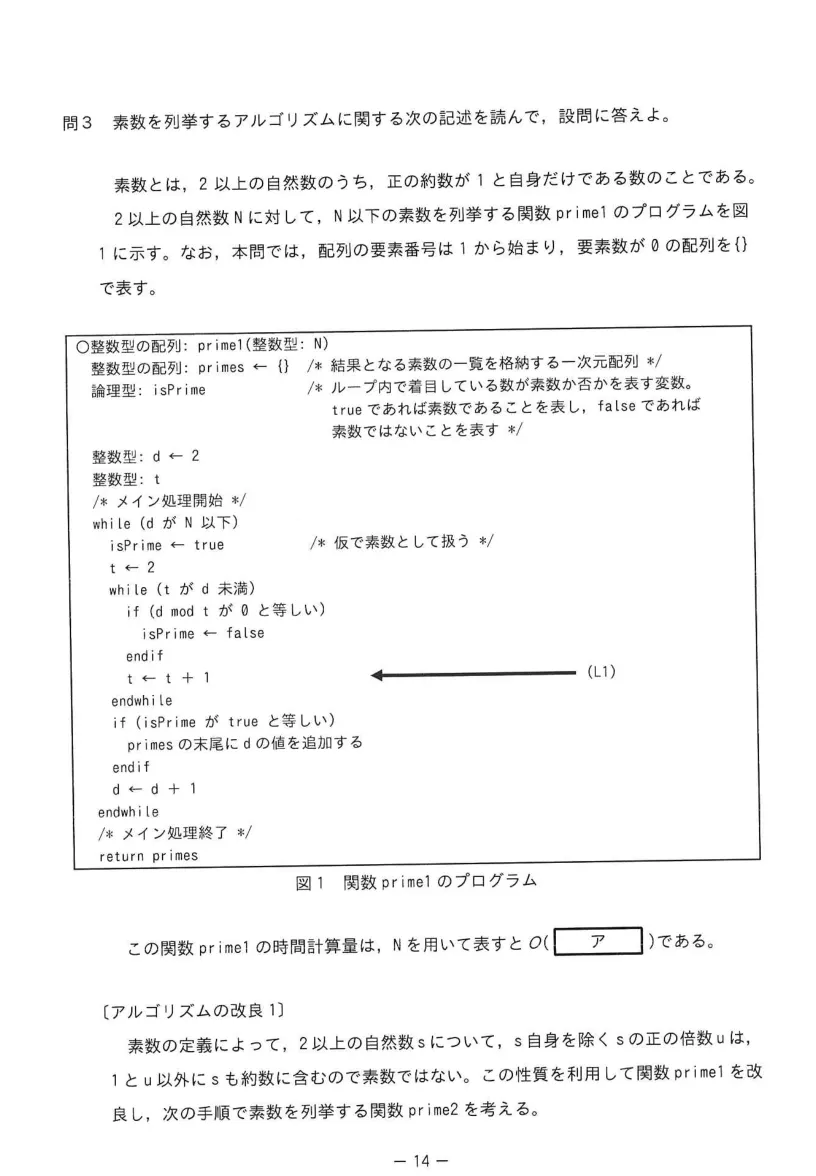 問3 素数を列挙するアルゴリズムに関する次の記述を読んで，設問に答えよ。
素数とは，2 以上の自然数のうち，正の約数が 1 と自身だけである数のことである。
2 以上の自然数 N に対して，N 以下の素数を列挙する関数 prime1 のプログラムを図
1 に示す。なお，本問では，配列の要素番号は 1 から始まり，要素数が 0 の配列を{}
で表す。
〇整数型の配列: prime1(整数型: N)
整数型の配列: primes ← {} /* 結果となる素数の一覧を格納する一次元配列 */
論理型: isPrime /* ループ内で着目している数が素数か否かを表す変数。
true であれば素数であることを表し，false であれば
素数ではないことを表す */
整数型: d ← 2
整数型: t
/* メイン処理開始 */
while (d が N 以下)
isPrime ← true /* 仮で素数として扱う */
t ← 2
while (t が d 未満)
if (d mod t が 0 と等しい)
isPrime ← false
endif
t ← t + 1 (L1)
endwhile
if (isPrime が true と等しい)
primes の末尾に d の値を追加する
endif
d ← d + 1
endwhile
/* メイン処理終了 */
return primes
図1 関数 prime1 のプログラム
この関数 prime1 の時間計算量は，N を用いて表すと O( ア )である。
〔アルゴリズムの改良 1〕
素数の定義によって，2 以上の自然数 s について，s 自身を除く s の正の倍数 u は，
1 と u 以外に s も約数に含むので素数ではない。この性質を利用して関数 prime1 を改
良し，次の手順で素数を列挙する関数 prime2 を考える。
— 14 —